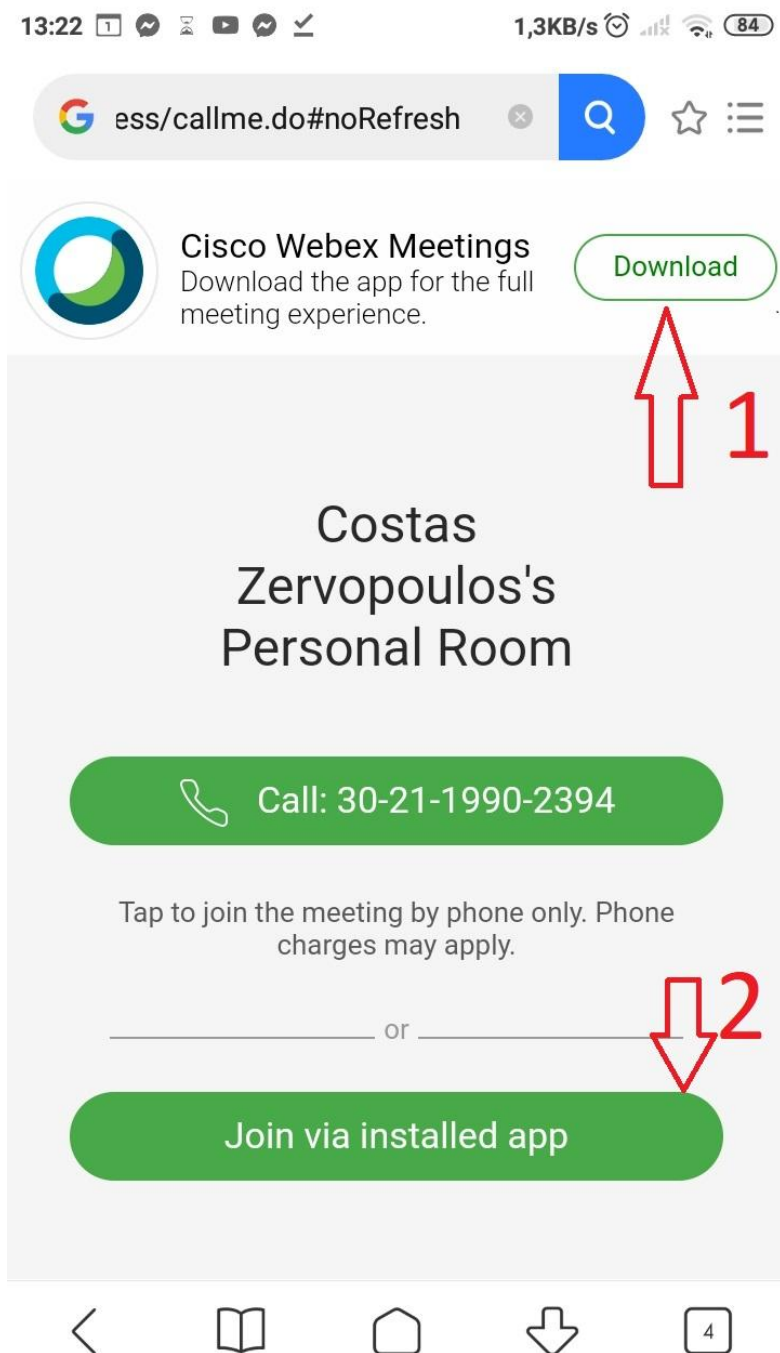 13:22 1
1,3KB/s 84
G ess/callme.do#noRefresh
Cisco Webex Meetings
Download the app for the full
meeting experience.
Download
1
Costas
Zervopoulos's
Personal Room
Call: 30-21-1990-2394
Tap to join the meeting by phone only. Phone
charges may apply.
or
2
Join via installed app
4